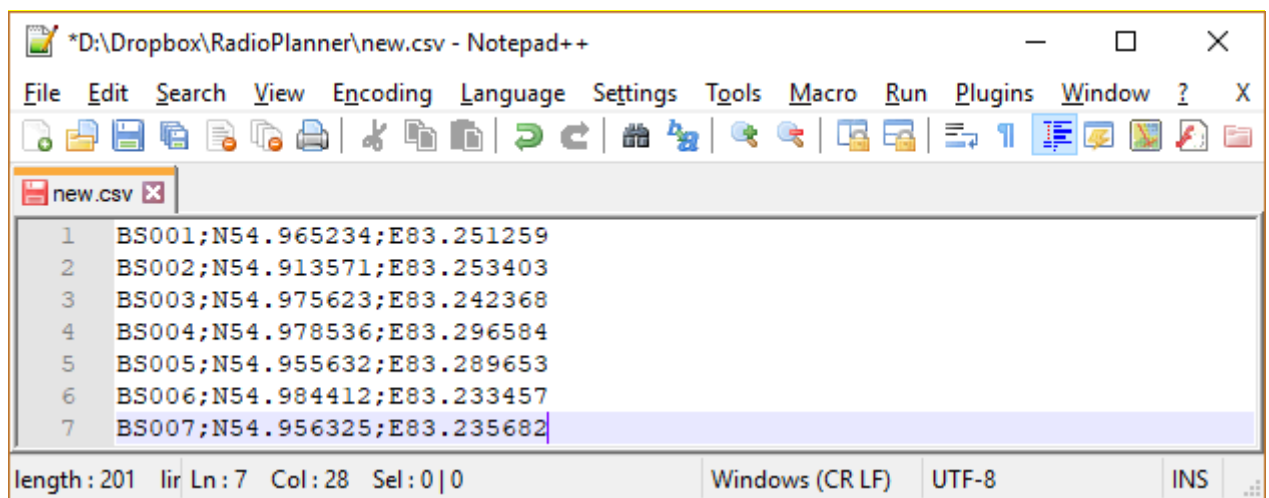 *D:\Dropbox\RadioPlanner\new.csv - Notepad++
File Edit Search View Encoding Language Settings Tools Macro Run Plugins Window ? X
new.csv
1 BS001;N54.965234;E83.251259
2 BS002;N54.913571;E83.253403
3 BS003;N54.975623;E83.242368
4 BS004;N54.978536;E83.296584
5 BS005;N54.955632;E83.289653
6 BS006;N54.984412;E83.233457
7 BS007;N54.956325;E83.235682
length : 201 lir Ln : 7 Col : 28 Sel : 0 | 0 Windows (CR LF) UTF-8 INS